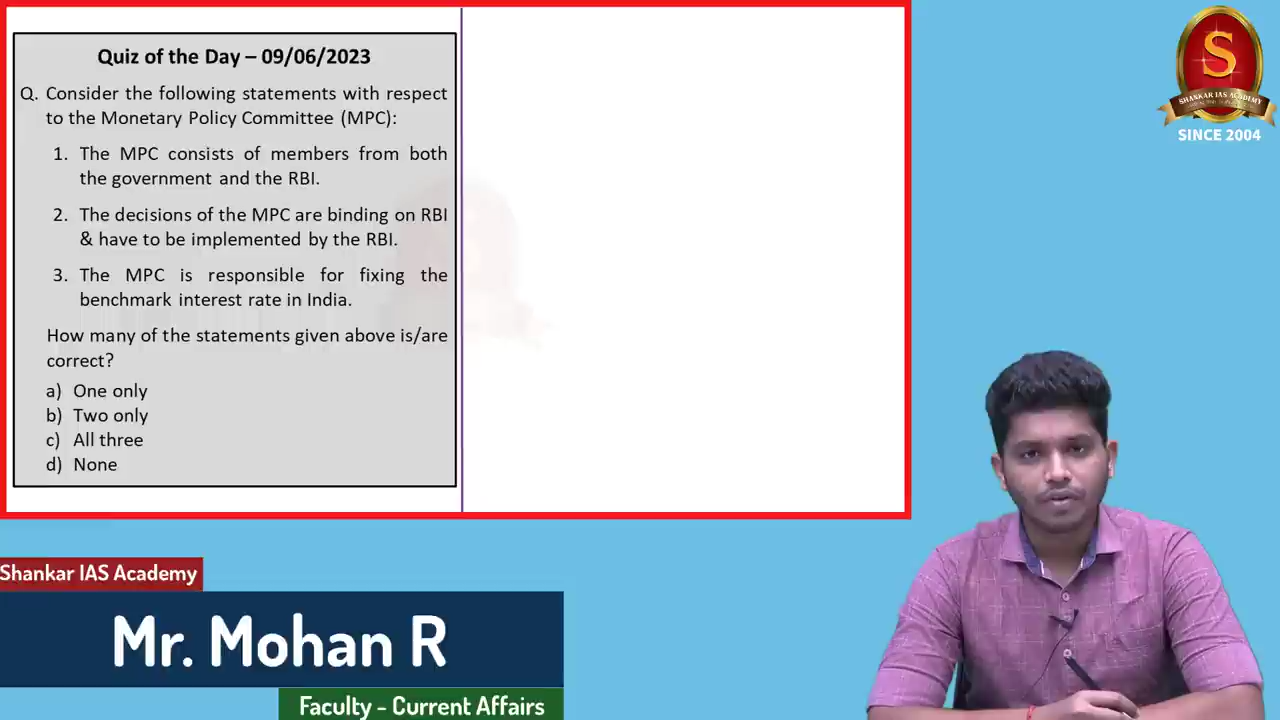 Quiz of the Day – 09/06/2023
Q. Consider the following statements with respect
to the Monetary Policy Committee (MPC):
1. The MPC consists of members from both
the government and the RBI.
2. The decisions of the MPC are binding on RBI
& have to be implemented by the RBI.
3. The MPC is responsible for fixing the
benchmark interest rate in India.
How many of the statements given above is/are
correct?
a) One only
b) Two only
c) All three
d) None
S
SHANKAR IAS ACADEMY
SINCE 2004
Shankar IAS Academy
Mr. Mohan R
Faculty - Current Affairs